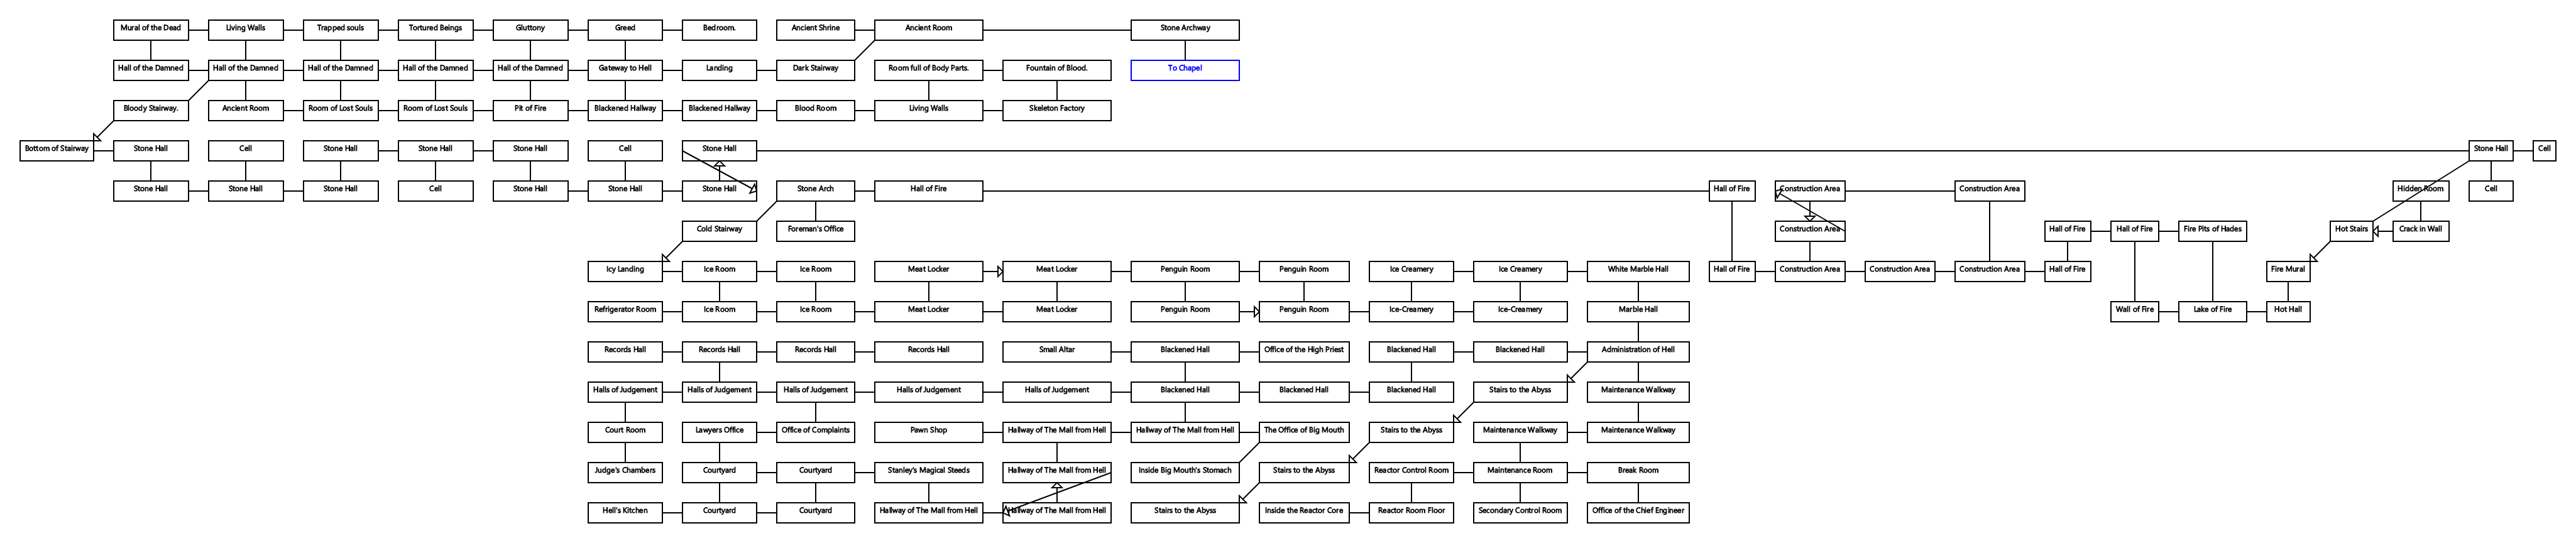 Mural of the Dead
Living Walls
Trapped souls
Tortured Beings
Gluttony
Greed
Bedroom.
Ancient Shrine
Ancient Room
Stone Archway
Hall of the Damned
Hall of the Damned
Hall of the Damned
Hall of the Damned
Hall of the Damned
Gateway to Hell
Landing
Dark Stairway
Room full of Body Parts.
Fountain of Blood.
To Chapel
Bloody Stairway.
Ancient Room
Room of Lost Souls
Room of Lost Souls
Pit of Fire
Blackened Hallway
Blackened Hallway
Blood Room
Living Walls
Skeleton Factory
Bottom of Stairway
Stone Hall
Cell
Stone Hall
Stone Hall
Stone Hall
Cell
Stone Hall
Stone Hall
Cell
Stone Hall
Stone Hall
Stone Hall
Cell
Stone Hall
Stone Hall
Stone Hall
Stone Arch
Hall of Fire
Hall of Fire
Construction Area
Construction Area
Hidden Room
Cell
Cold Stairway
Foreman's Office
Construction Area
Hall of Fire
Hall of Fire
Fire Pits of Hades
Hot Stairs
Crack in Wall
Icy Landing
Ice Room
Ice Room
Meat Locker
Meat Locker
Penguin Room
Penguin Room
Ice Creamery
Ice Creamery
White Marble Hall
Hall of Fire
Construction Area
Construction Area
Construction Area
Hall of Fire
Fire Mural
Refrigerator Room
Ice Room
Ice Room
Meat Locker
Meat Locker
Penguin Room
Penguin Room
Ice-Creamery
Ice-Creamery
Marble Hall
Wall of Fire
Lake of Fire
Hot Hall
Records Hall
Records Hall
Records Hall
Records Hall
Small Altar
Blackened Hall
Office of the High Priest
Blackened Hall
Blackened Hall
Administration of Hell
Halls of Judgement
Halls of Judgement
Halls of Judgement
Halls of Judgement
Halls of Judgement
Blackened Hall
Blackened Hall
Blackened Hall
Stairs to the Abyss
Maintenance Walkway
Court Room
Lawyers Office
Office of Complaints
Pawn Shop
Hallway of The Mall from Hell
Hallway of The Mall from Hell
The Office of Big Mouth
Stairs to the Abyss
Maintenance Walkway
Maintenance Walkway
Judge's Chambers
Courtyard
Courtyard
Stanley's Magical Steeds
Hallway of The Mall from Hell
Inside Big Mouth's Stomach
Stairs to the Abyss
Reactor Control Room
Maintenance Room
Break Room
Hell's Kitchen
Courtyard
Courtyard
Hallway of The Mall from Hell
Hallway of The Mall from Hell
Stairs to the Abyss
Inside the Reactor Core
Reactor Room Floor
Secondary Control Room
Office of the Chief Engineer